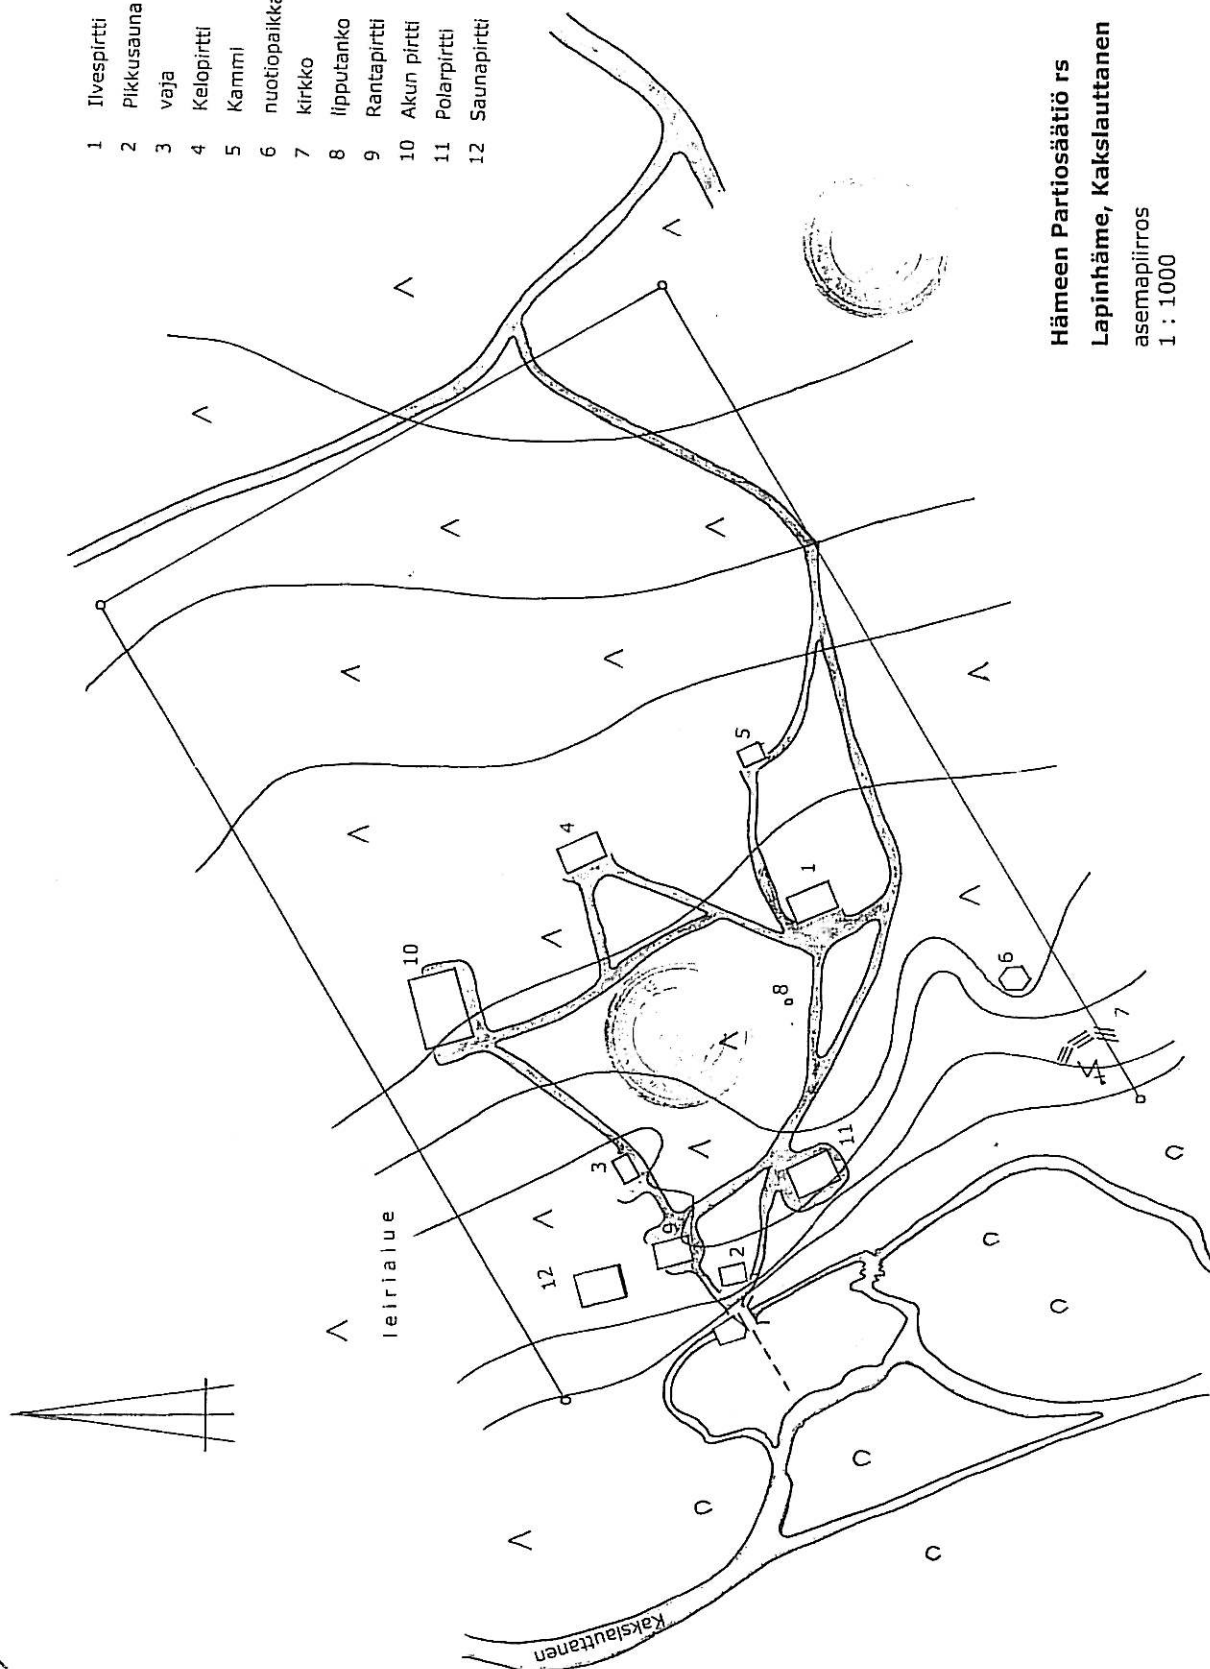 1 Ilvespirtti
2 Pikkusauna
3 vaja
4 Kelopirtti
5 Kammi
6 nuotiopaikka
7 kirkko
8 lipputanko
9 Rantapirtti
10 Akun pirtti
11 Polarpirtti
12 Saunapirtti
10
4
5
1
8
6
7
3
9
12
2
11
leirialue
Kakslauttanen
Hämeen Partiosäätiö rs
Lapinhäme, Kakslauttanen
asemapiirros
1 : 1000